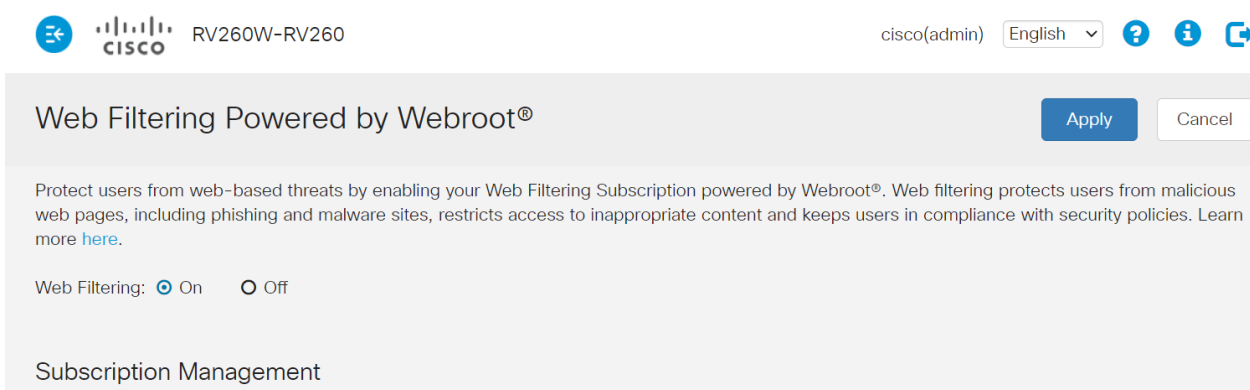 CISCO RV260W-RV260 cisco(admin) English
Web Filtering Powered by Webroot® Apply Cancel
Protect users from web-based threats by enabling your Web Filtering Subscription powered by Webroot®. Web filtering protects users from malicious
web pages, including phishing and malware sites, restricts access to inappropriate content and keeps users in compliance with security policies. Learn
more here.
Web Filtering: On Off
Subscription Management